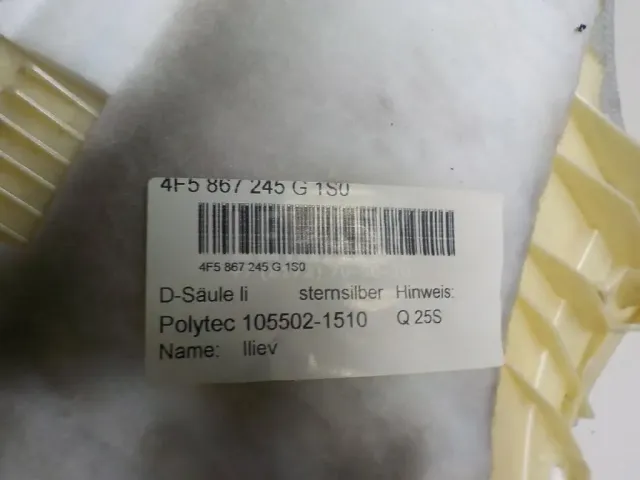 4F5 867 245 G 1S0
4F5 867 245 G 1S0
D-Säule li sternsilber Hinweis:
Polytec 105502-1510 Q 25S
Name: Iliev